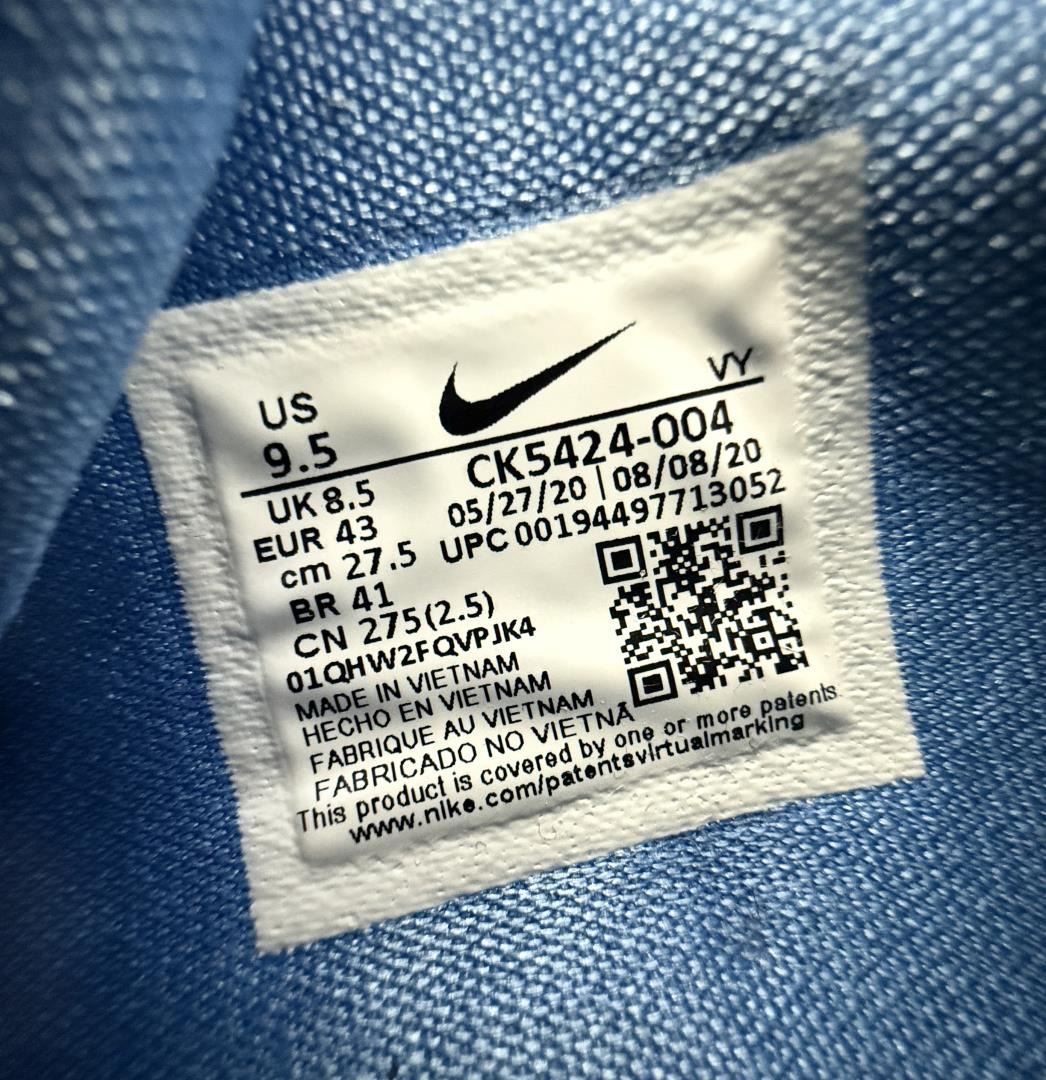 US
9.5
VY
UK 8.5
CK5424-004
EUR 43
05/27/20 | 08/08/20
cm 27.5
UPC 00194497713052
BR 41
CN 275(2.5)
01QHW2FQVPJK4
MADE IN VIETNAM
HECHO EN VIETNAM
FABRIQUE AU VIETNAM
FABRICADO NO VIETNÃ
This product is covered by one or more patents.
www.nike.com/patentsvirtualmarking